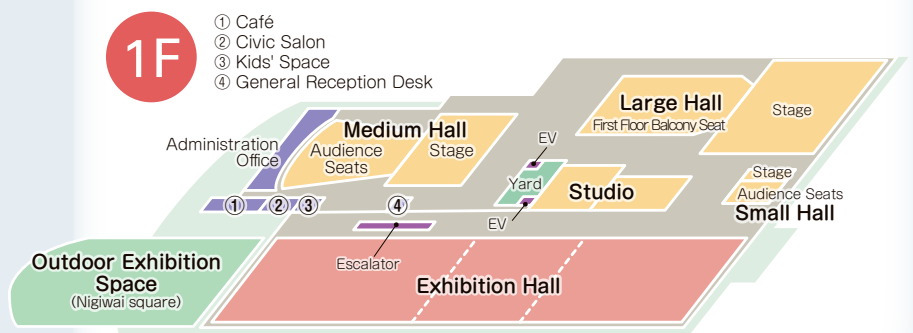 1F
① Café
② Civic Salon
③ Kids' Space
④ General Reception Desk
Large Hall
First Floor Balcony Seat
Stage
Medium Hall
Audience
Seats
Stage
Administration
Office
EV
Yard
Studio
Stage
Audience Seats
Small Hall
①
②
③
④
EV
Escalator
Outdoor Exhibition
Space
(Nigiwai square)
Exhibition Hall